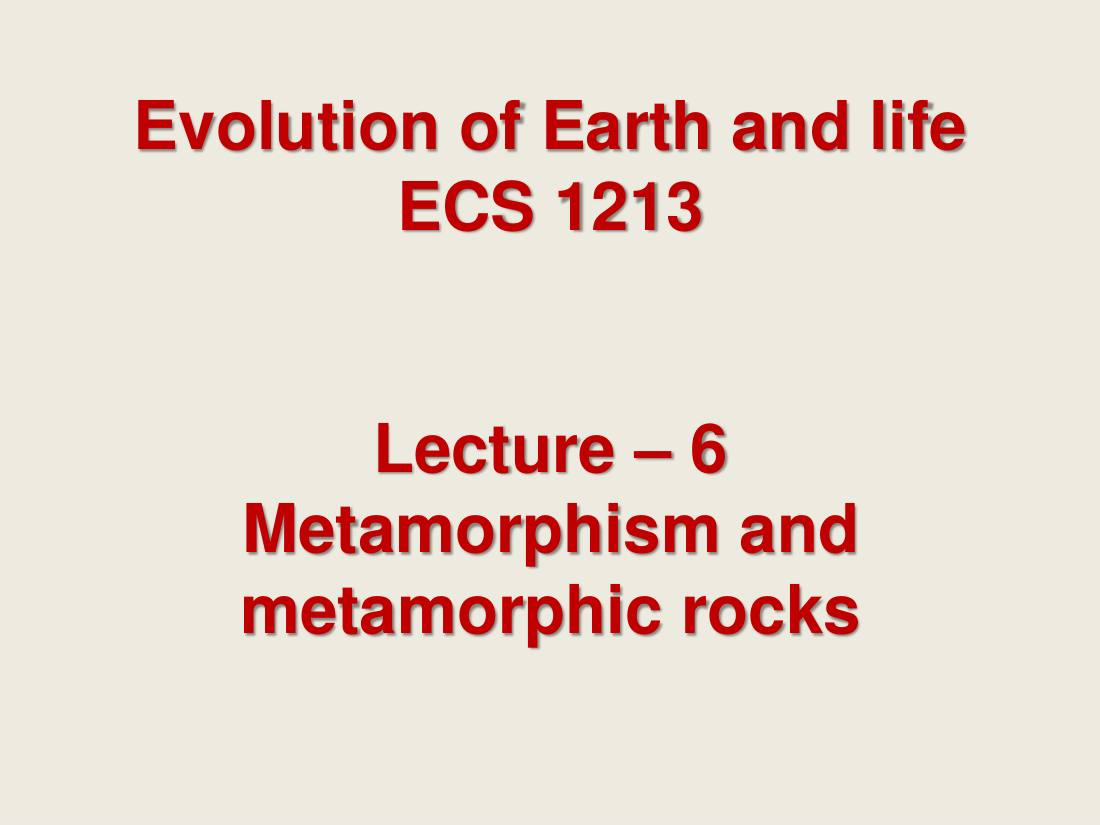 Evolution of Earth and life
ECS 1213
Lecture – 6
Metamorphism and
metamorphic rocks